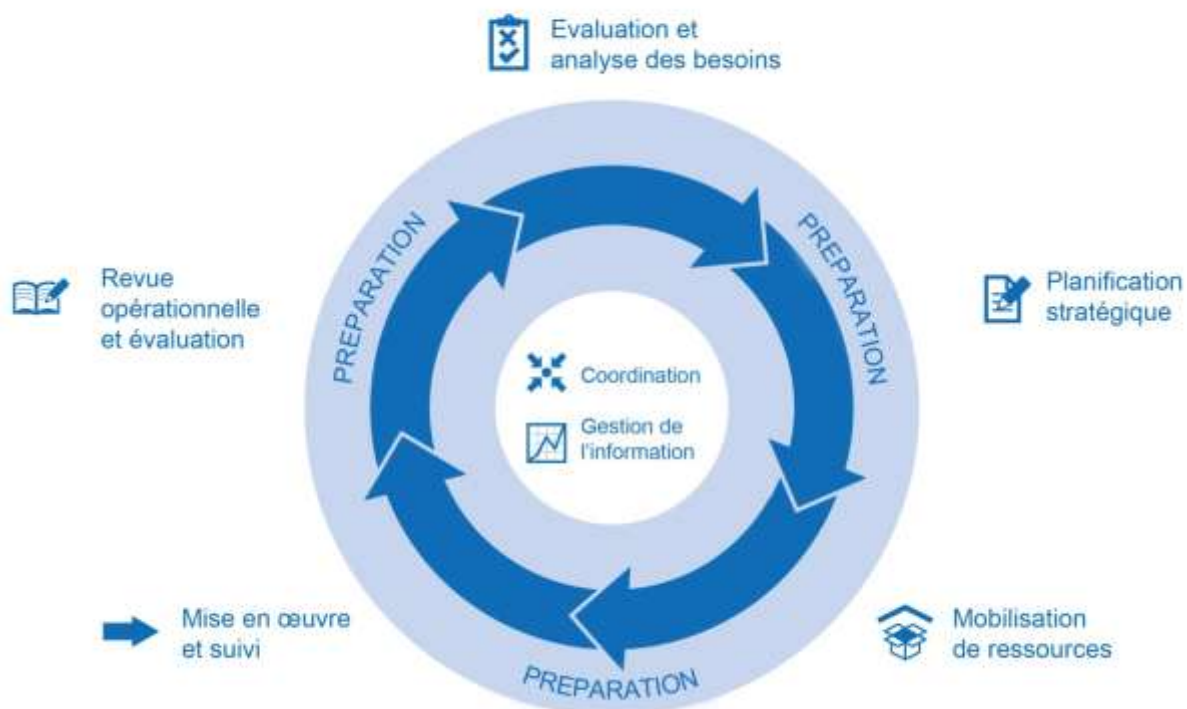 Evaluation et
analyse des besoins
PREPARATION
PREPARATION
Revue
opérationnelle
et évaluation
Planification
stratégique
Coordination
Gestion de
l'information
Mise en œuvre
et suivi
Mobilisation
de ressources
PREPARATION